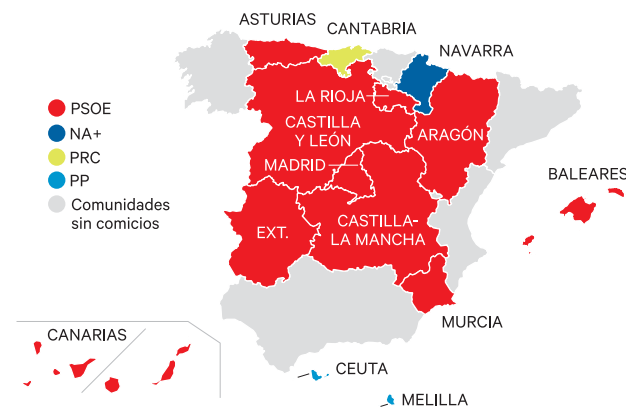 ASTURIAS
CANTABRIA
NAVARRA
LA RIOJA
CASTILLA
Y LEÓN
ARAGÓN
MADRID
BALEARES
EXT.
CASTILLA-
LA MANCHA
MURCIA
PSOE
NA+
PRC
PP
Comunidades
sin comicios
CANARIAS
CEUTA
MELILLA